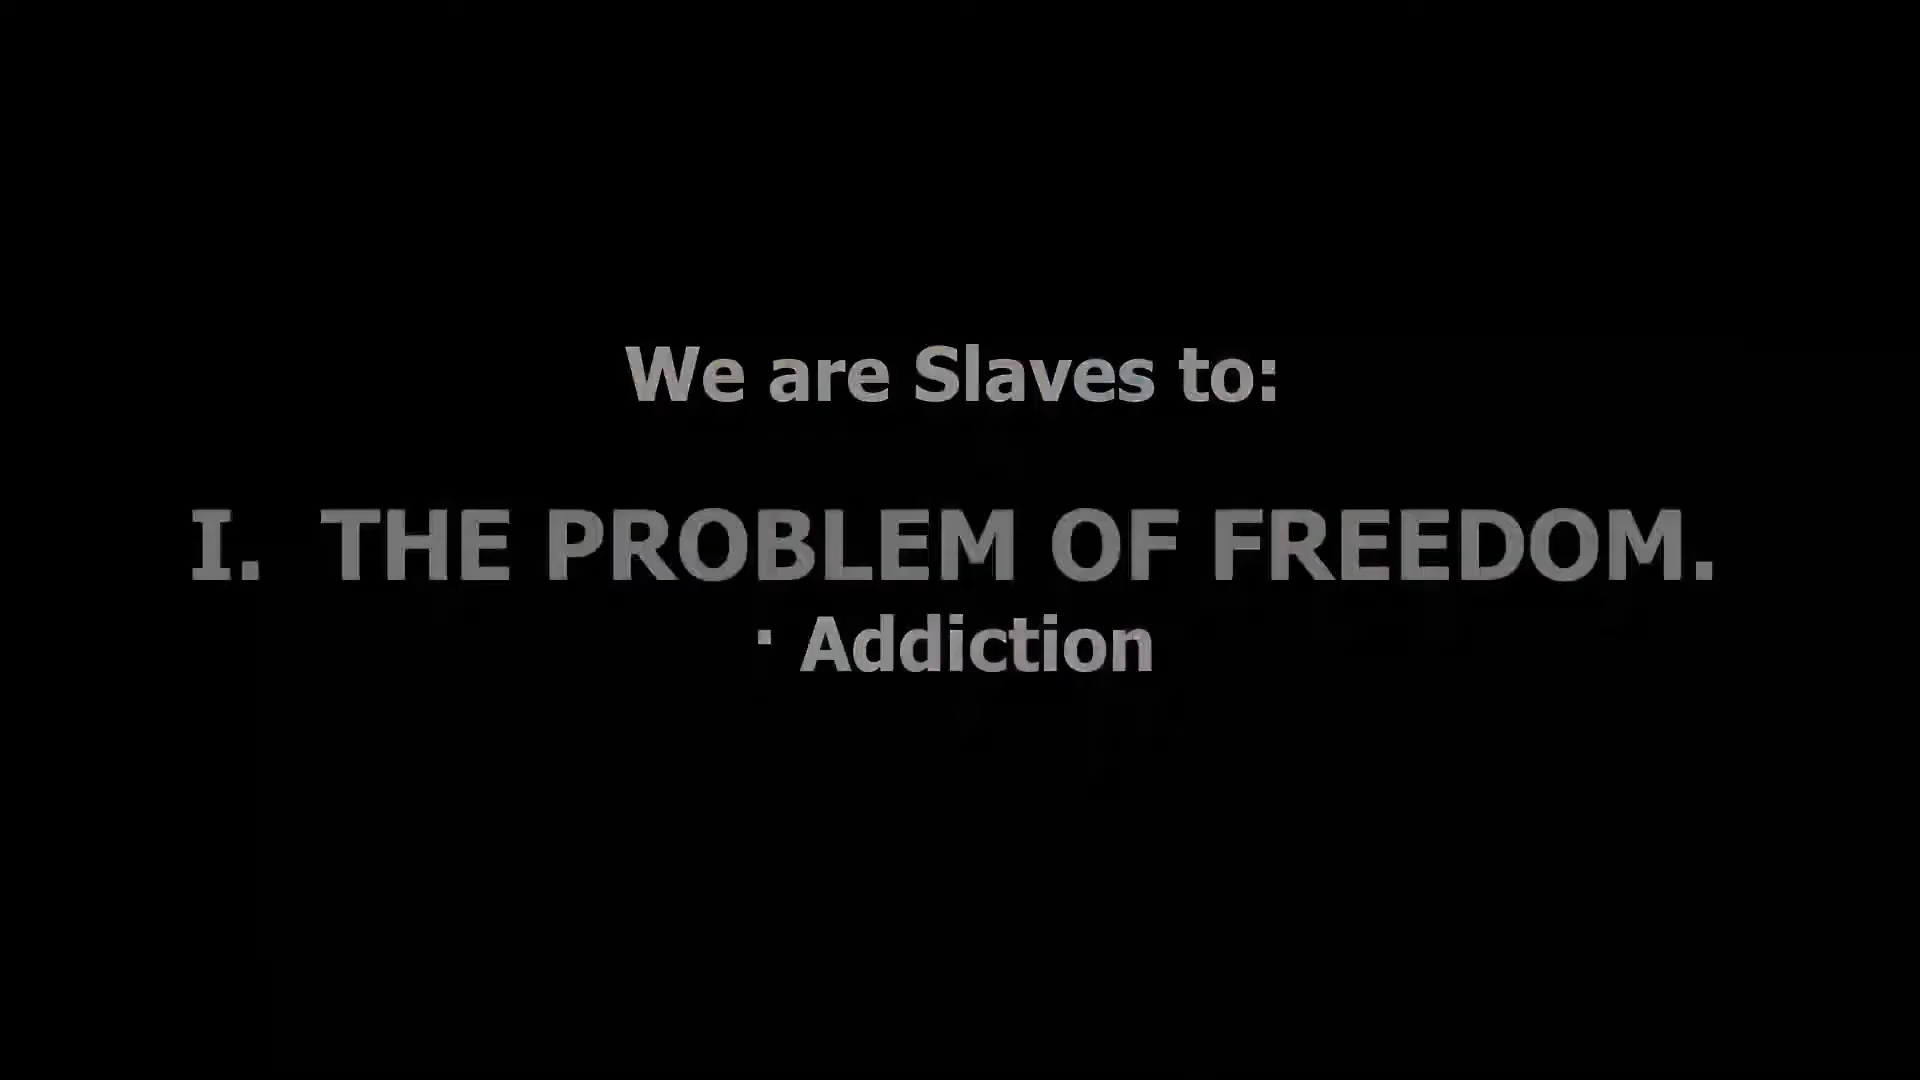 We are Slaves to:
I. THE PROBLEM OF FREEDOM.
· Addiction